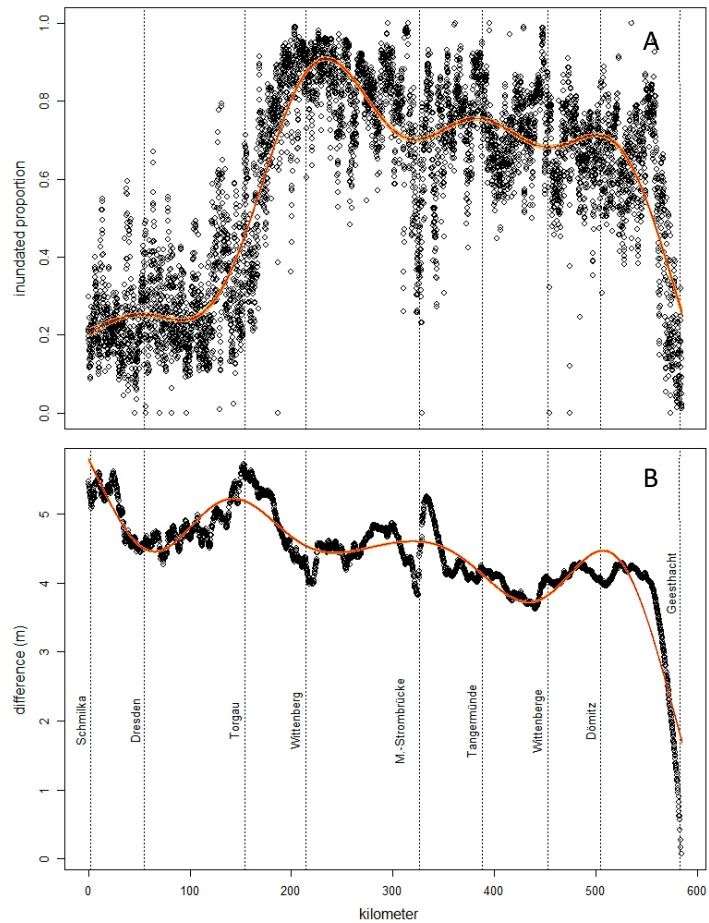 A
1.0
0.8
0.6
0.4
0.2
0.0
inundated proportion
B
5
4
3
2
1
0
difference (m)
Schmilka
Dresden
Torgau
Wittenberg
M.-Strombrücke
Tangermünde
Wittenberge
Dömitz
Geesthacht
0 100 200 300 400 500 600
kilometer